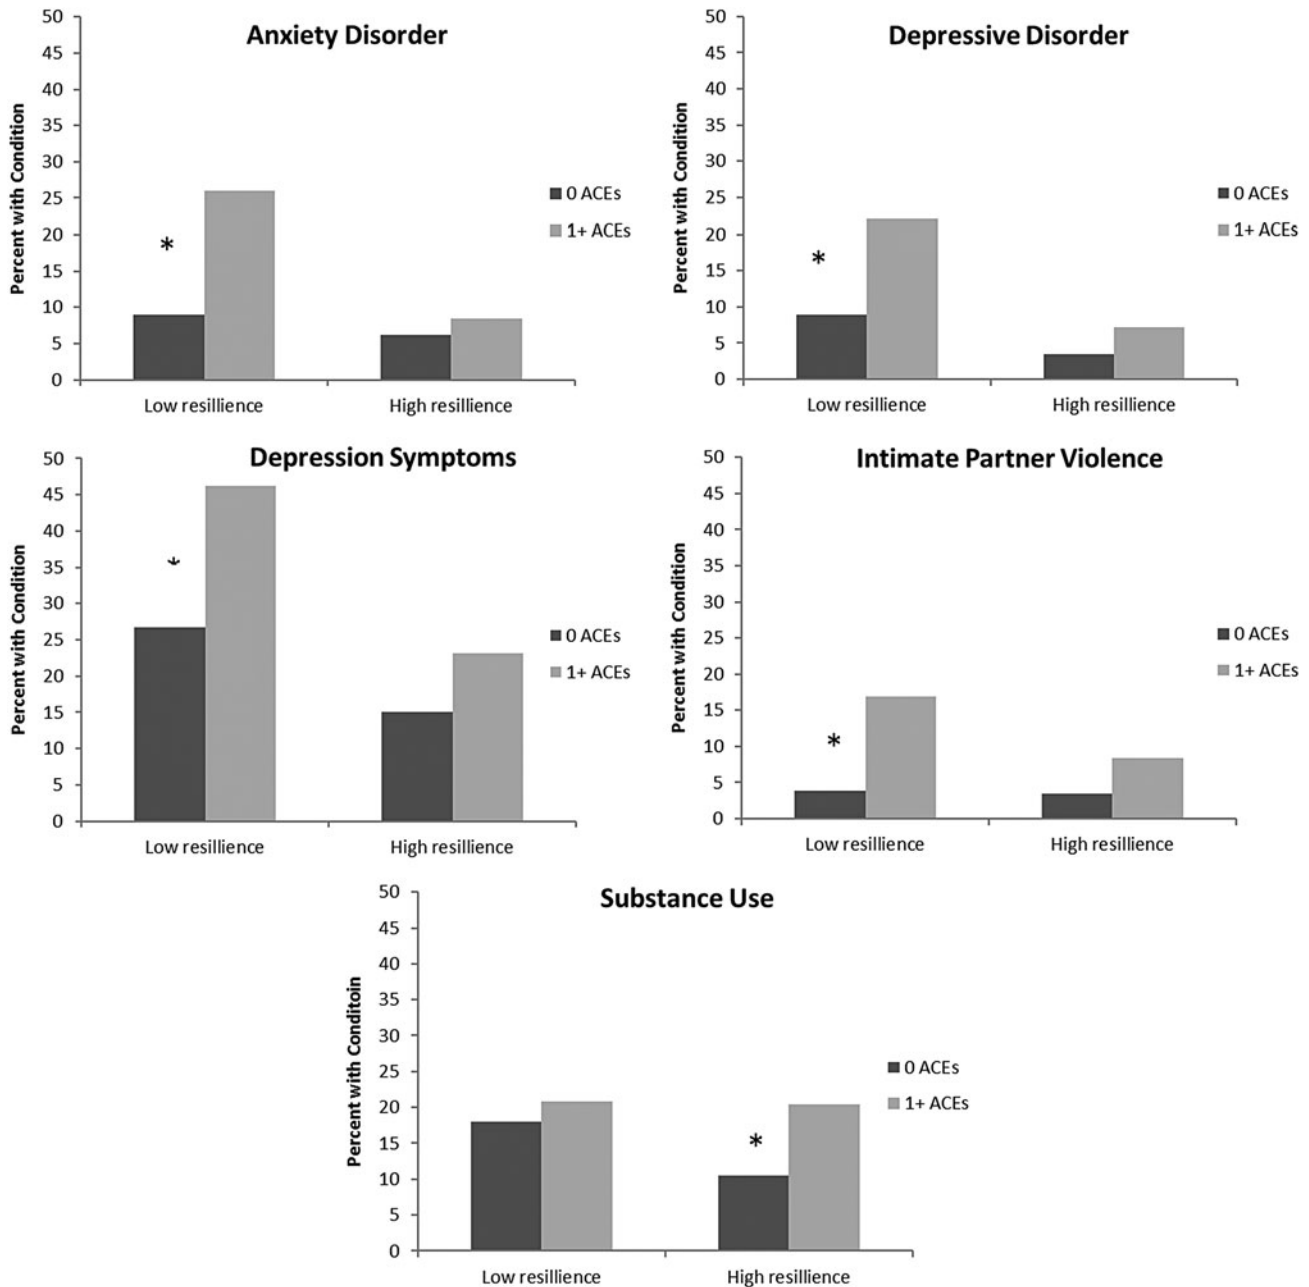 Anxiety Disorder
Percent with Condition
50
45
40
35
30
25
20
15
10
5
0
*
Low resillience
High resillience
0 ACEs
1+ ACEs
Depressive Disorder
Percent with Condition
50
45
40
35
30
25
20
15
10
5
0
*
Low resillience
High resillience
0 ACEs
1+ ACEs
Depression Symptoms
Percent with Condition
50
45
40
35
30
25
20
15
10
5
0
*
Low resillience
High resillience
0 ACEs
1+ ACEs
Intimate Partner Violence
Percent with Condition
50
45
40
35
30
25
20
15
10
5
0
*
Low resillience
High resillience
0 ACEs
1+ ACEs
Substance Use
Percent with Conditoin
50
45
40
35
30
25
20
15
10
5
0
*
Low resillience
High resillience
0 ACEs
1+ ACEs